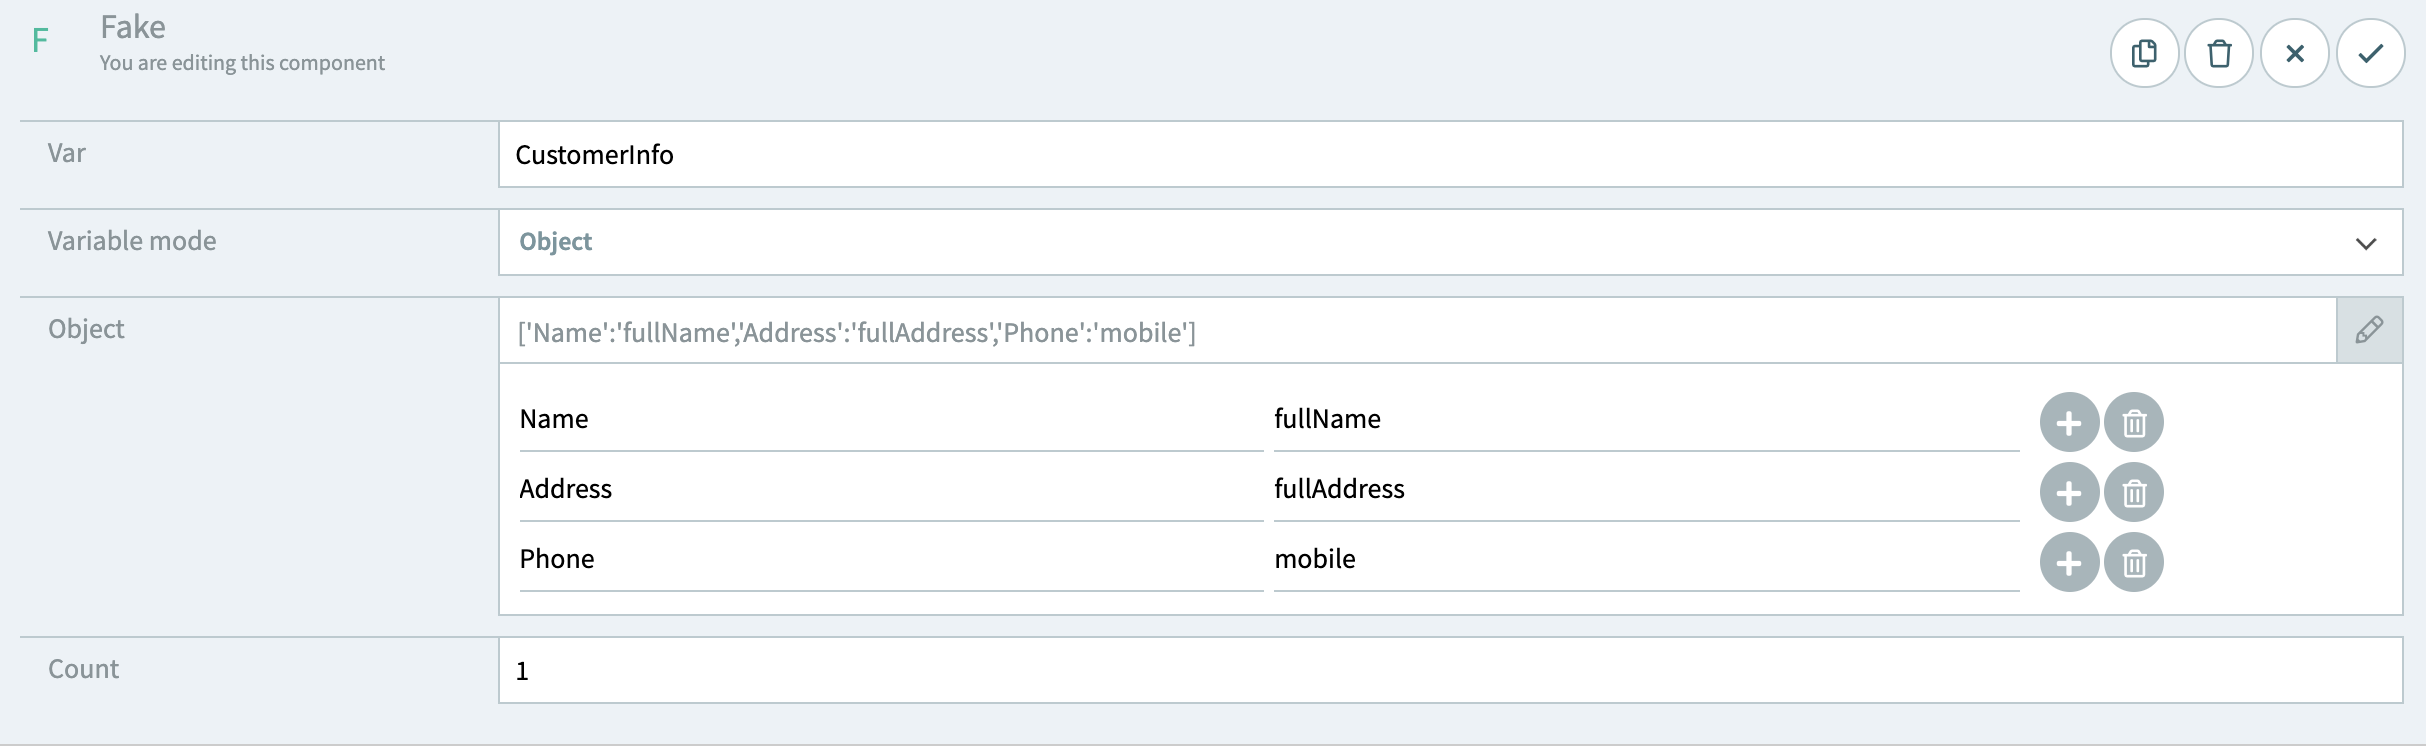 F
Fake
You are editing this component
Var
CustomerInfo
Variable mode
Object
Object
['Name':'fullName','Address':'fullAddress','Phone':'mobile']
Name fullName
Address fullAddress
Phone mobile
Count
1